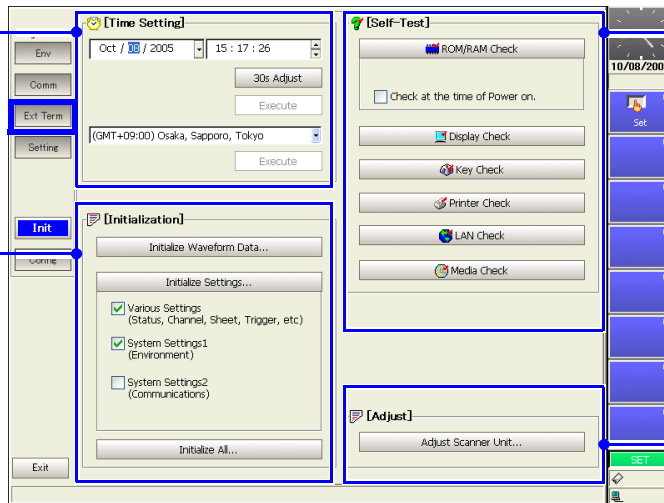 Env
Comm
Ext Term
Setting
Init
Config
Exit
[Time Setting]
Oct / 08 / 2005
15 : 17 : 26
30s Adjust
Execute
(GMT+09:00) Osaka, Sapporo, Tokyo
Execute
[Initialization]
Initialize Waveform Data...
Initialize Settings...
Various Settings
(Status, Channel, Sheet, Trigger, etc)
System Settings1
(Environment)
System Settings2
(Communications)
Initialize All...
[Self-Test]
ROM/RAM Check
Check at the time of Power on.
Display Check
Key Check
Printer Check
LAN Check
Media Check
[Adjust]
Adjust Scanner Unit...
10/08/200
Set
SET